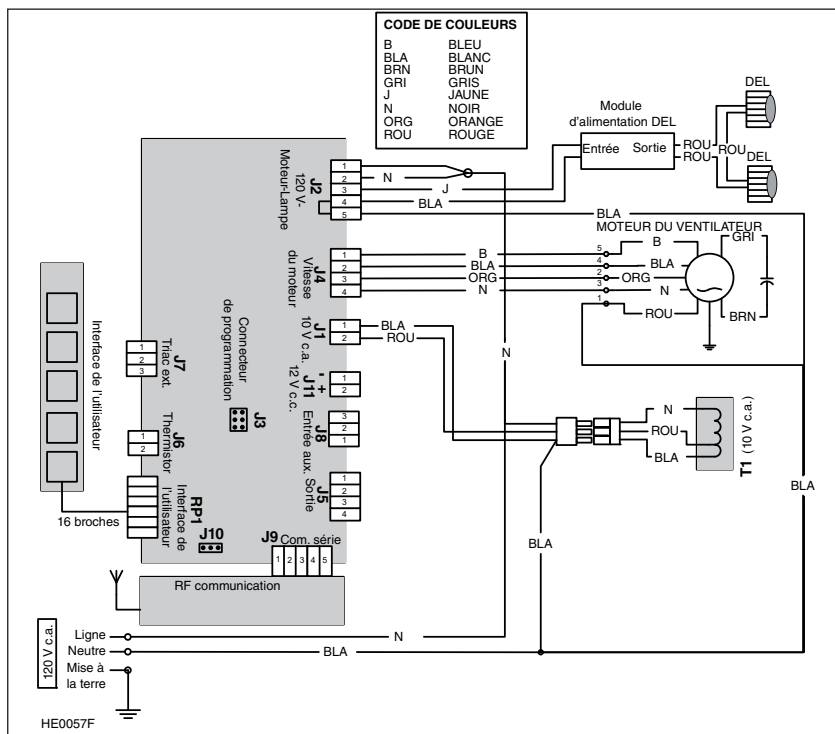 CODE DE COULEURS
B BLEU
BLA BLANC
BRN BRUN
GRI GRIS
J JAUNE
N NOIR
ORG ORANGE
ROU ROUGE
DEL
Module
d'alimentation DEL
Entrée Sortie
ROU
ROU
ROU
DEL
J2
120 V~
Moteur-Lampe
1
2
3
4
5
N
J
BLA
BLA
MOTEUR DU VENTILATEUR
J4
Vitesse
du moteur
1
2
3
4
B
BLA
ORG
N
5
4
2
3
1
B
BLA
ORG
N
ROU
GRI
BRN
J1
10 V c.a.
1
2
BLA
ROU
N
J11
- +
12 V c.c.
1
2
J8
Entrée aux.
3
2
1
J5
Sortie
1
2
3
4
Connecteur
de programmation
J3
J7
Triac ext.
1
2
3
J6
Thermistor
1
2
RP1
Interface de
l'utilisateur
Interface de l'utilisateur
16 broches
J10
J9 Com. série
1 2 3 4 5
RF communication
N
ROU
BLA
T1 (10 V c.a.)
BLA
BLA
120 V c.a.
Ligne
Neutre
Mise à
la terre
N
BLA
HE0057F